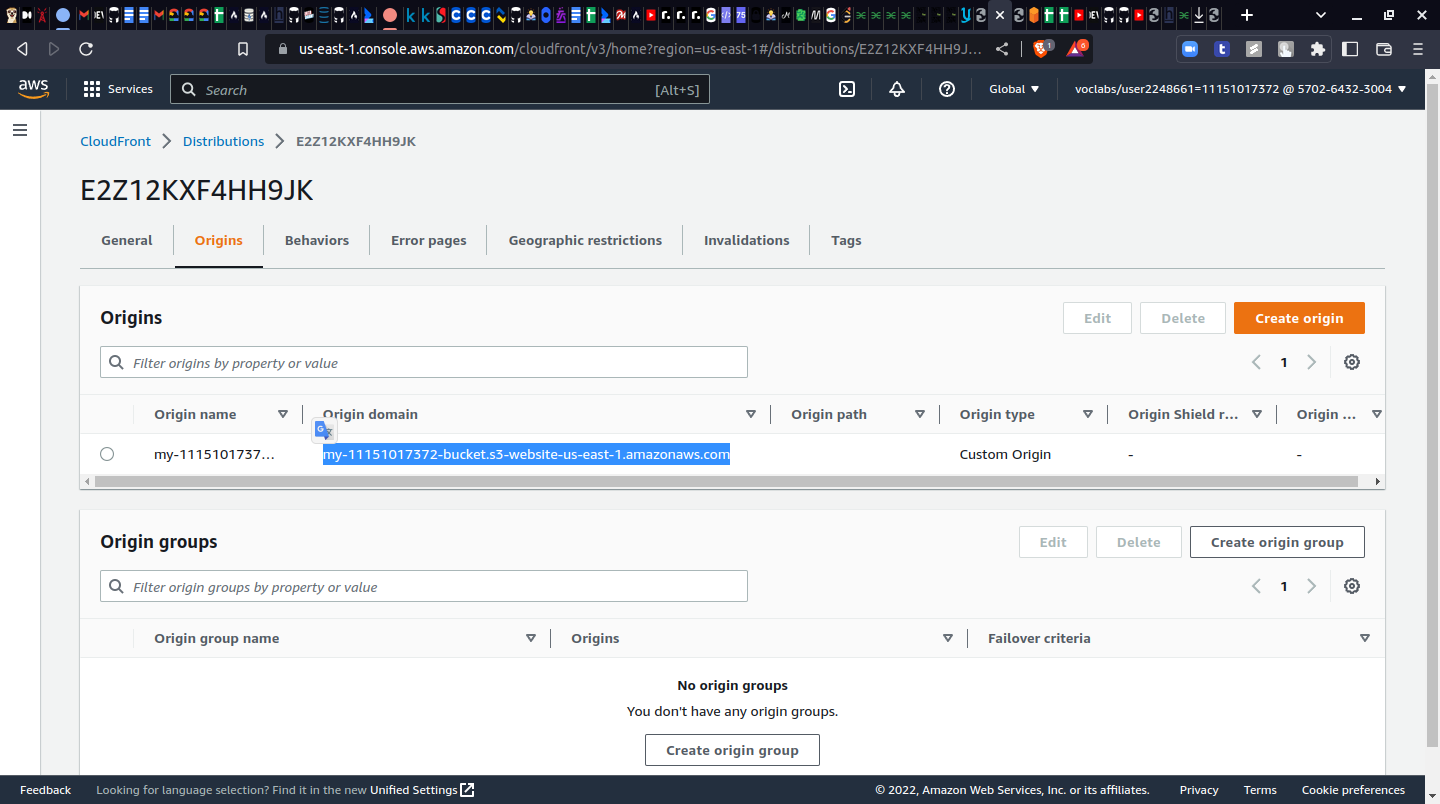 us-east-1.console.aws.amazon.com/cloudfront/v3/home?region=us-east-1#/distributions/E2Z12KXF4HH9J...
1
6
aws
Services
Search
[Alt+S]
Global
voclabs/user2248661=11151017372 @ 5702-6432-3004
CloudFront
Distributions
E2Z12KXF4HH9JK
E2Z12KXF4HH9JK
General
Origins
Behaviors
Error pages
Geographic restrictions
Invalidations
Tags
Origins
Edit
Delete
Create origin
Filter origins by property or value
1
Origin name
Origin domain
Origin path
Origin type
Origin Shield r...
Origin ...
my-111510173​7...
my-11151017372-bucket.s3-website-us-east-1.amazonaws.com
Custom Origin
-
-
Origin groups
Edit
Delete
Create origin group
Filter origin groups by property or value
1
Origin group name
Origins
Failover criteria
No origin groups
You don't have any origin groups.
Create origin group
Feedback
Looking for language selection? Find it in the new Unified Settings
© 2022, Amazon Web Services, Inc. or its affiliates.
Privacy
Terms
Cookie preferences